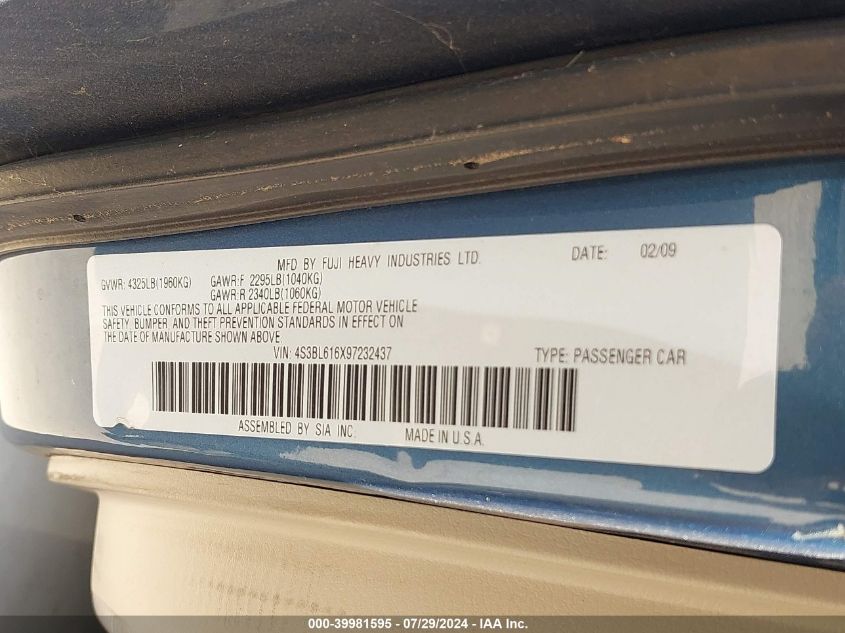 MFD BY FUJI HEAVY INDUSTRIES LTD. DATE: 02/09
GVWR: 4325LB(1960KG) GAWR:F 2295LB(1040KG)
GAWR:R 2340LB(1060KG)
THIS VEHICLE CONFORMS TO ALL APPLICABLE FEDERAL MOTOR VEHICLE
SAFETY, BUMPER, AND THEFT PREVENTION STANDARDS IN EFFECT ON
THE DATE OF MANUFACTURE SHOWN ABOVE.
VIN: 4S3BL616X97232437 TYPE: PASSENGER CAR
ASSEMBLED BY SIA INC. MADE IN U.S.A.
000-39981595 - 07/29/2024 - IAA Inc.